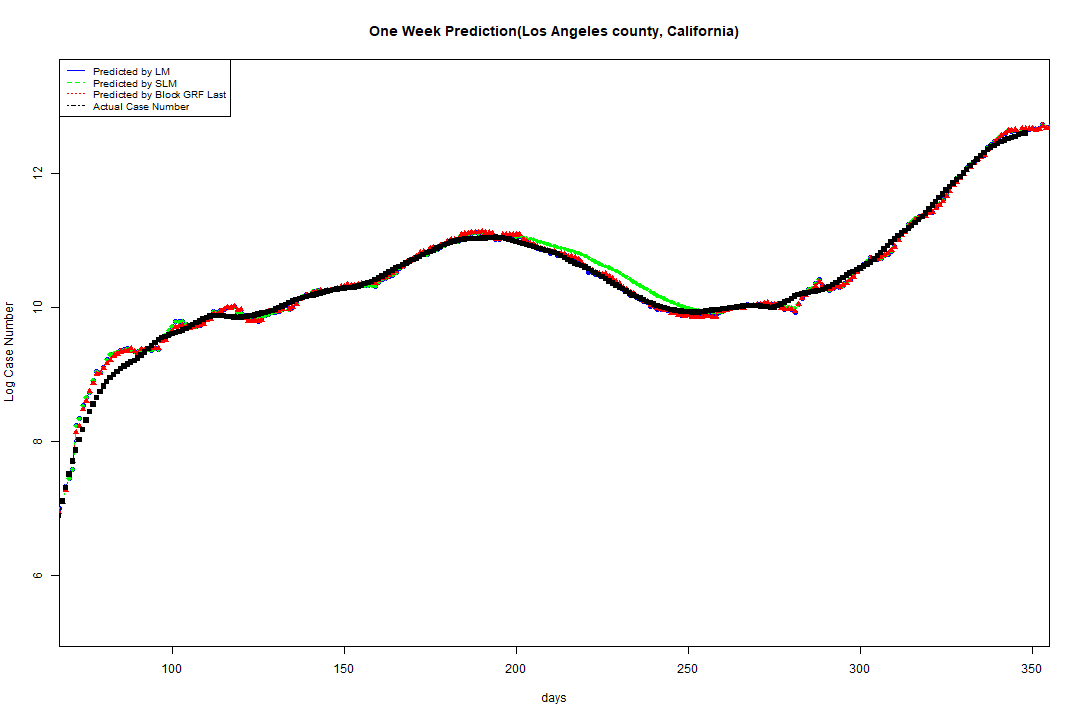 One Week Prediction(Los Angeles county, California)
Predicted by LM
Predicted by SLM
Predicted by Block GRF Last
Actual Case Number
Log Case Number
12
10
8
6
100 150 200 250 300 350
days